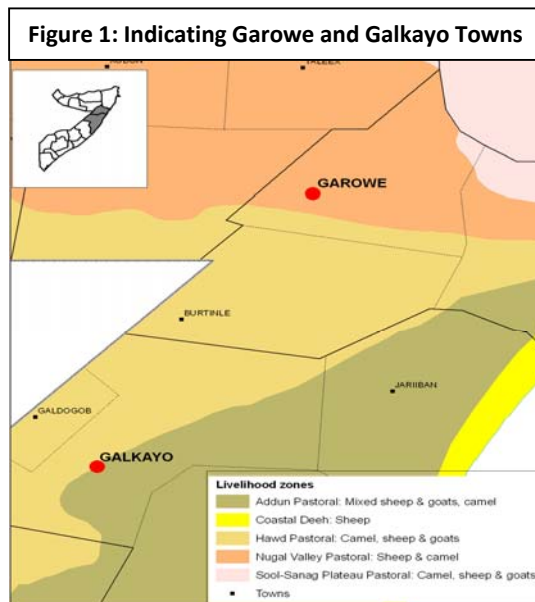 Figure 1: Indicating Garowe and Galkayo Towns
TALEEX
GAROWE
BURTINLE
JARIIBAN
GALDOGOB
GALKAYO
Livelihood zones
Addun Pastoral: Mixed sheep & goats, camel
Coastal Deeh: Sheep
Hawd Pastoral: Camel, sheep & goats
Nugal Valley Pastoral: Sheep & camel
Sool-Sanag Plateau Pastoral: Camel, sheep & goats
Towns